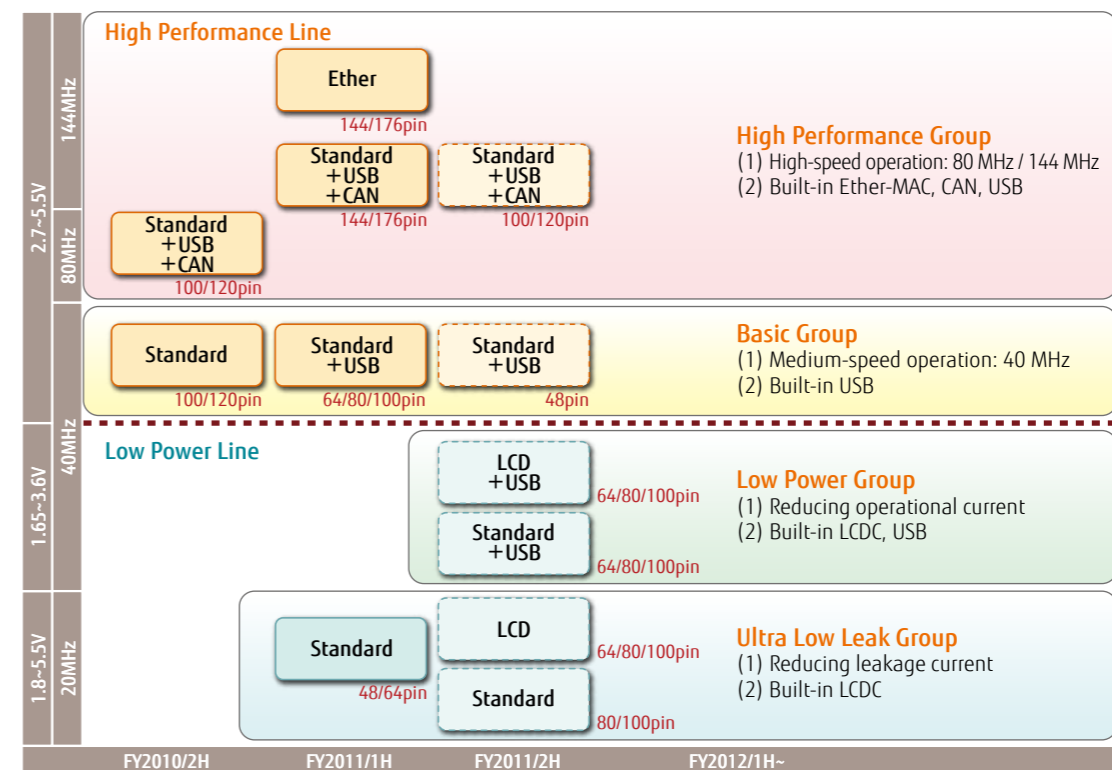 High Performance Line
2.7~5.5V
144MHz
80MHz
Ether
144/176pin
Standard
+USB
+CAN
144/176pin
Standard
+USB
+CAN
100/120pin
Standard
+USB
+CAN
100/120pin
High Performance Group
(1) High-speed operation: 80 MHz / 144 MHz
(2) Built-in Ether-MAC, CAN, USB
40MHz
Standard
100/120pin
Standard
+USB
64/80/100pin
Standard
+USB
48pin
Basic Group
(1) Medium-speed operation: 40 MHz
(2) Built-in USB
Low Power Line
1.65~3.6V
LCD
+USB
64/80/100pin
Standard
+USB
64/80/100pin
Low Power Group
(1) Reducing operational current
(2) Built-in LCDC, USB
1.8~5.5V
20MHz
Standard
48/64pin
LCD
64/80/100pin
Standard
80/100pin
Ultra Low Leak Group
(1) Reducing leakage current
(2) Built-in LCDC
FY2010/2H
FY2011/1H
FY2011/2H
FY2012/1H~